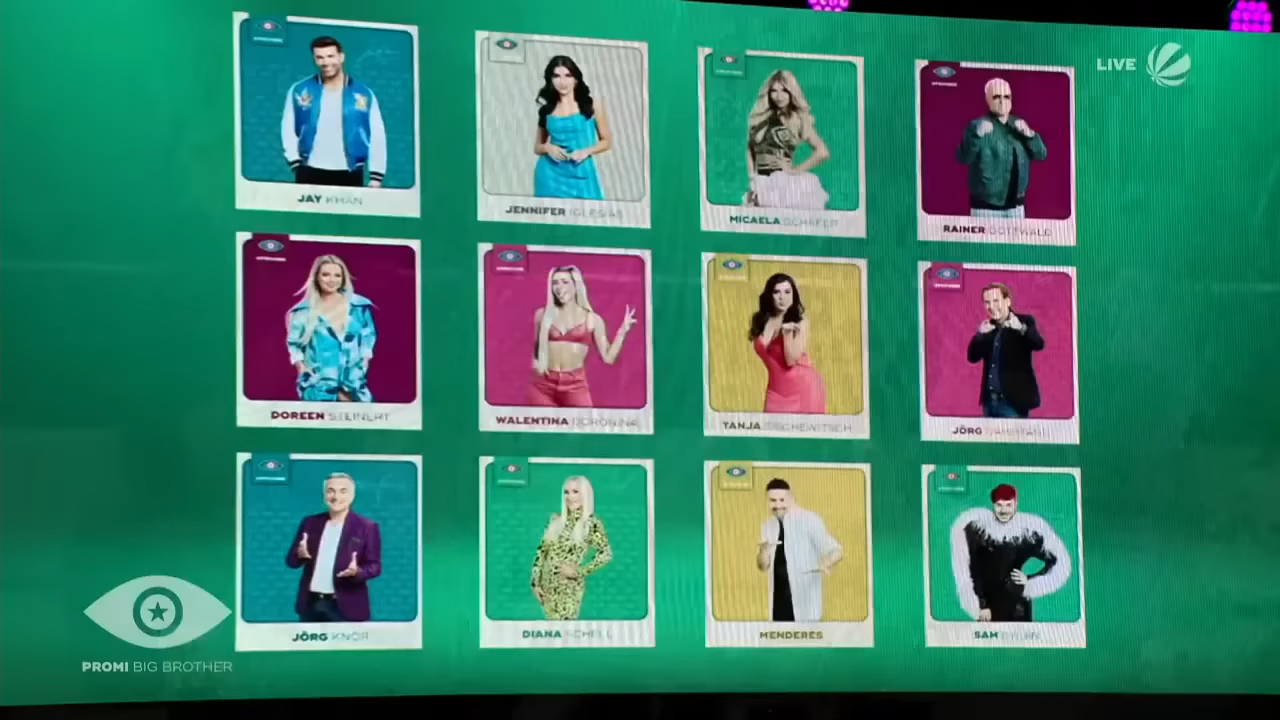 LIVE
JAY KHAN
JENNIFER IGLESIAS
MICAELA SCHÄFER
RAINER GOTTWALD
DOREEN STEINERT
WALENTINA DORONINA
TANJA TISCHEWITSCH
JÖRG
JÖRG KNÖR
DIANA SCHELL
MENDERES
SAM DYLAN
PROMI BIG BROTHER